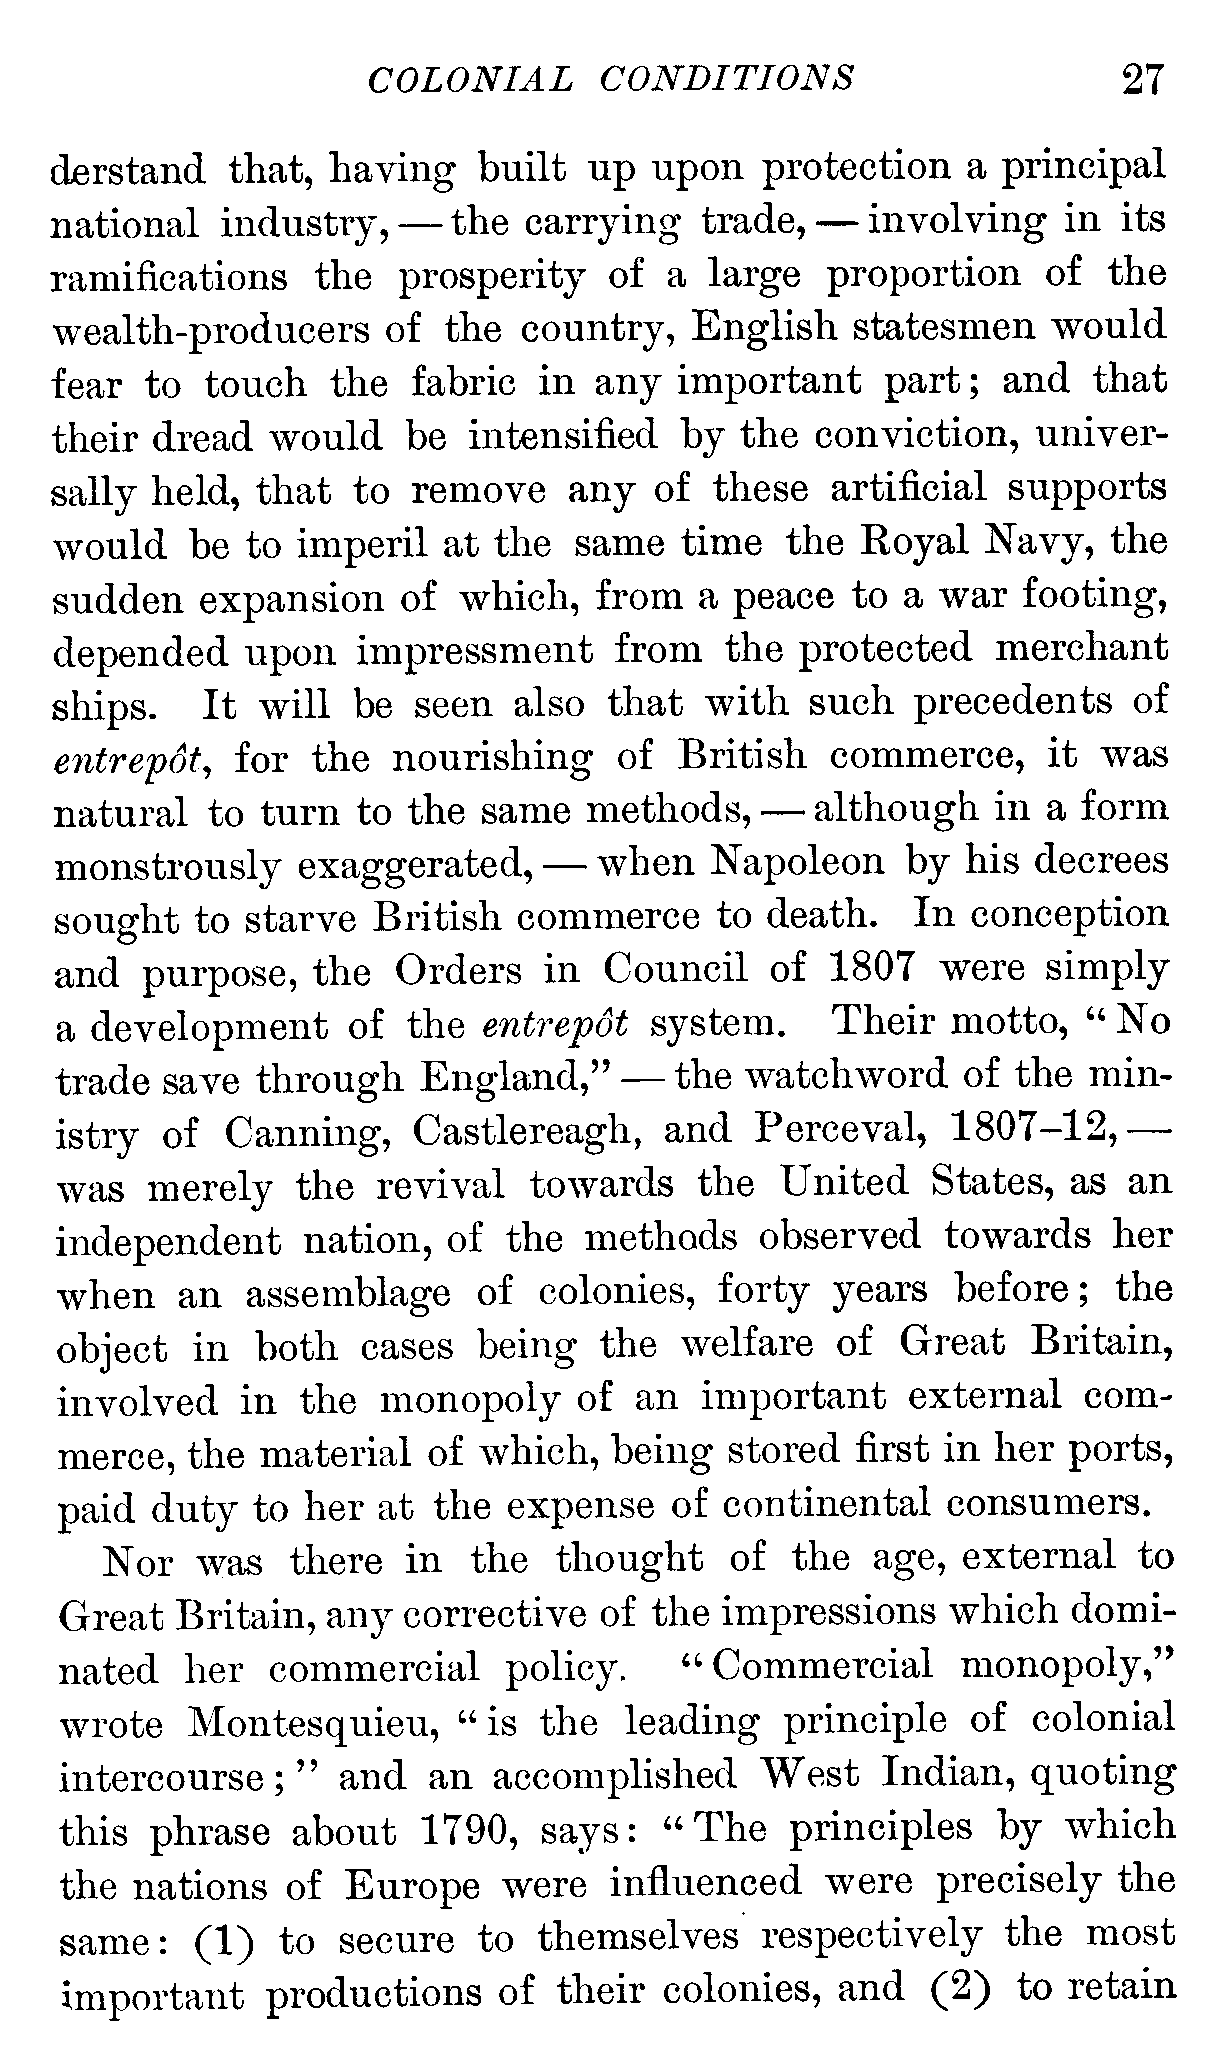 COLONIAL CONDITIONS 27
derstand that, having built up upon protection a principal
national industry, — the carrying trade, — involving in its
ramifications the prosperity of a large proportion of the
wealth-producers of the country, English statesmen would
fear to touch the fabric in any important part; and that
their dread would be intensified by the conviction, univer-
sally held, that to remove any of these artificial supports
would be to imperil at the same time the Royal Navy, the
sudden expansion of which, from a peace to a war footing,
depended upon impressment from the protected merchant
ships. It will be seen also that with such precedents of
entrepôt, for the nourishing of British commerce, it was
natural to turn to the same methods, — although in a form
monstrously exaggerated, — when Napoleon by his decrees
sought to starve British commerce to death. In conception
and purpose, the Orders in Council of 1807 were simply
a development of the entrepôt system. Their motto, “No
trade save through England,” — the watchword of the min-
istry of Canning, Castlereagh, and Perceval, 1807–12, —
was merely the revival towards the United States, as an
independent nation, of the methods observed towards her
when an assemblage of colonies, forty years before; the
object in both cases being the welfare of Great Britain,
involved in the monopoly of an important external com-
merce, the material of which, being stored first in her ports,
paid duty to her at the expense of continental consumers.
Nor was there in the thought of the age, external to
Great Britain, any corrective of the impressions which domi-
nated her commercial policy. “Commercial monopoly,”
wrote Montesquieu, “is the leading principle of colonial
intercourse;” and an accomplished West Indian, quoting
this phrase about 1790, says: “The principles by which
the nations of Europe were influenced were precisely the
same: (1) to secure to themselves respectively the most
important productions of their colonies, and (2) to retain